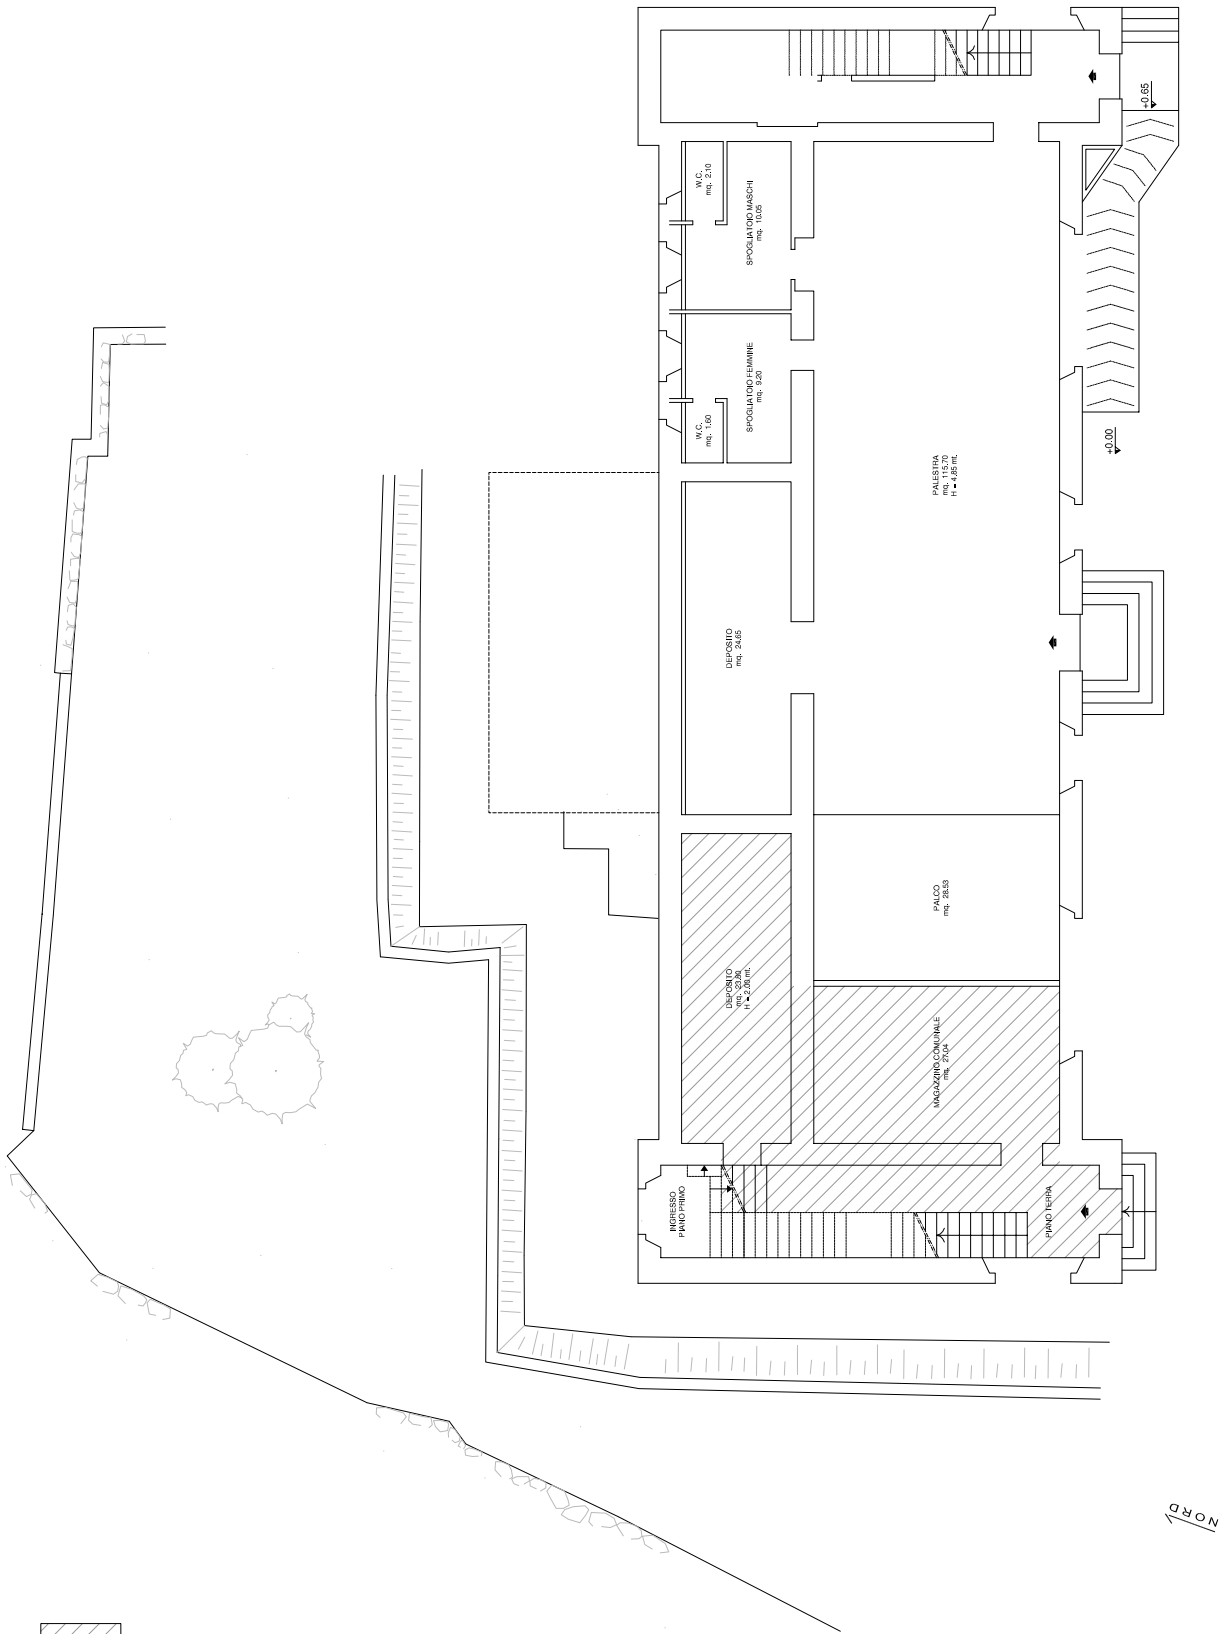 +0.65
W.C.
mq. 2.10
SPOGLIATOIO MASCHI
mq. 10.05
SPOGLIATOIO FEMMINE
mq. 9.20
W.C.
mq. 1.60
+0.00
PALESTRA
mq. 115.70
H = 4.85 mt.
DEPOSITO
mq. 24.65
PALCO
mq. 28.53
DEPOSITO
mq. 23.80
H = 2.09 mt.
MAGAZZINO COMUNALE
mq. 27.04
INGRESSO
PIANO PRIMO
PIANO TERRA
NORD